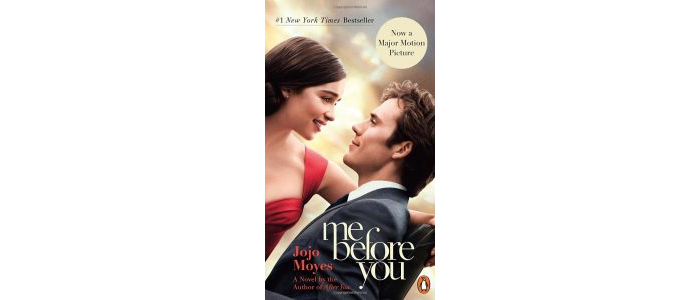 #1 New York Times Bestseller
Now a
Major Motion
Picture
me
before
you
Jojo
Moyes
A Novel by the
Author of After You